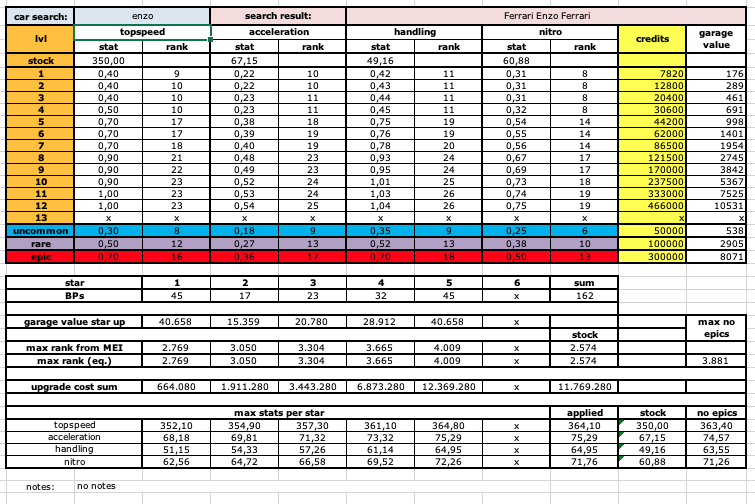 car search: enzo search result: Ferrari Enzo Ferrari
lvl topspeed acceleration handling nitro credits garage value
stat rank stat rank stat rank stat rank
stock 350,00 67,15 49,16 60,88
1 0,40 9 0,22 10 0,42 11 0,31 8 7820 176
2 0,40 10 0,22 10 0,43 11 0,31 8 12800 289
3 0,40 10 0,23 11 0,44 11 0,31 8 20400 461
4 0,50 10 0,23 11 0,45 11 0,32 8 30600 691
5 0,70 17 0,38 18 0,75 19 0,54 14 44200 998
6 0,70 17 0,39 19 0,76 19 0,55 14 62000 1401
7 0,70 18 0,40 19 0,78 20 0,56 14 86500 1954
8 0,90 21 0,48 23 0,93 24 0,67 17 121500 2745
9 0,90 22 0,49 23 0,95 24 0,67 17 170000 3842
10 0,90 23 0,52 24 1,01 25 0,73 18 237500 5367
11 1,00 23 0,53 24 1,03 26 0,74 19 333000 7525
12 1,00 23 0,54 25 1,04 26 0,75 19 466000 10531
13 x x x x x x x x x x
uncommon 0,30 8 0,18 9 0,35 9 0,25 6 50000 538
rare 0,50 12 0,27 13 0,52 13 0,38 10 100000 2905
epic 0,70 16 0,36 17 0,70 18 0,50 13 300000 8071
star 1 2 3 4 5 6 sum
BPs 45 17 23 32 45 x 162
garage value star up 40.658 15.359 20.780 28.912 40.658 x max no epics
stock
max rank from MEI 2.769 3.050 3.304 3.665 4.009 x 2.574
max rank (eq.) 2.769 3.050 3.304 3.665 4.009 x 2.574 3.881
upgrade cost sum 664.080 1.911.280 3.443.280 6.873.280 12.369.280 x 11.769.280
max stats per star applied stock no epics
topspeed 352,10 354,90 357,30 361,10 364,80 x 364,10 350,00 363,40
acceleration 68,18 69,81 71,32 73,32 75,29 x 75,29 67,15 74,57
handling 51,15 54,33 57,26 61,14 64,95 x 64,95 49,16 63,55
nitro 62,56 64,72 66,58 69,52 72,26 x 71,76 60,88 71,26
notes: no notes